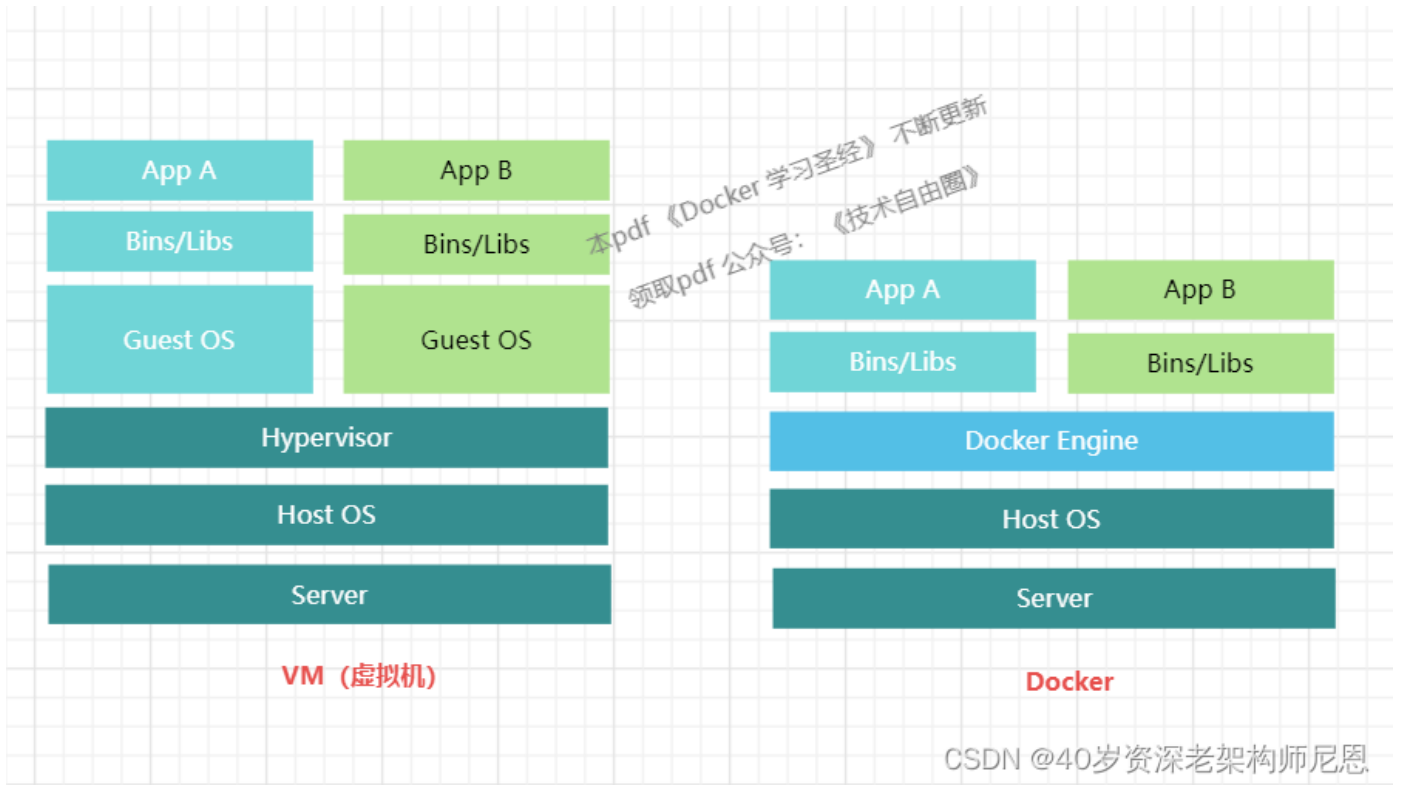 App A
App B
Bins/Libs
Bins/Libs
Guest OS
Guest OS
Hypervisor
Host OS
Server
VM（虚拟机）
本pdf 《Docker 学习圣经》 不断更新
领取pdf 公众号： 《技术自由圈》
App A
App B
Bins/Libs
Bins/Libs
Docker Engine
Host OS
Server
Docker
CSDN @40岁资深老架构师尼恩